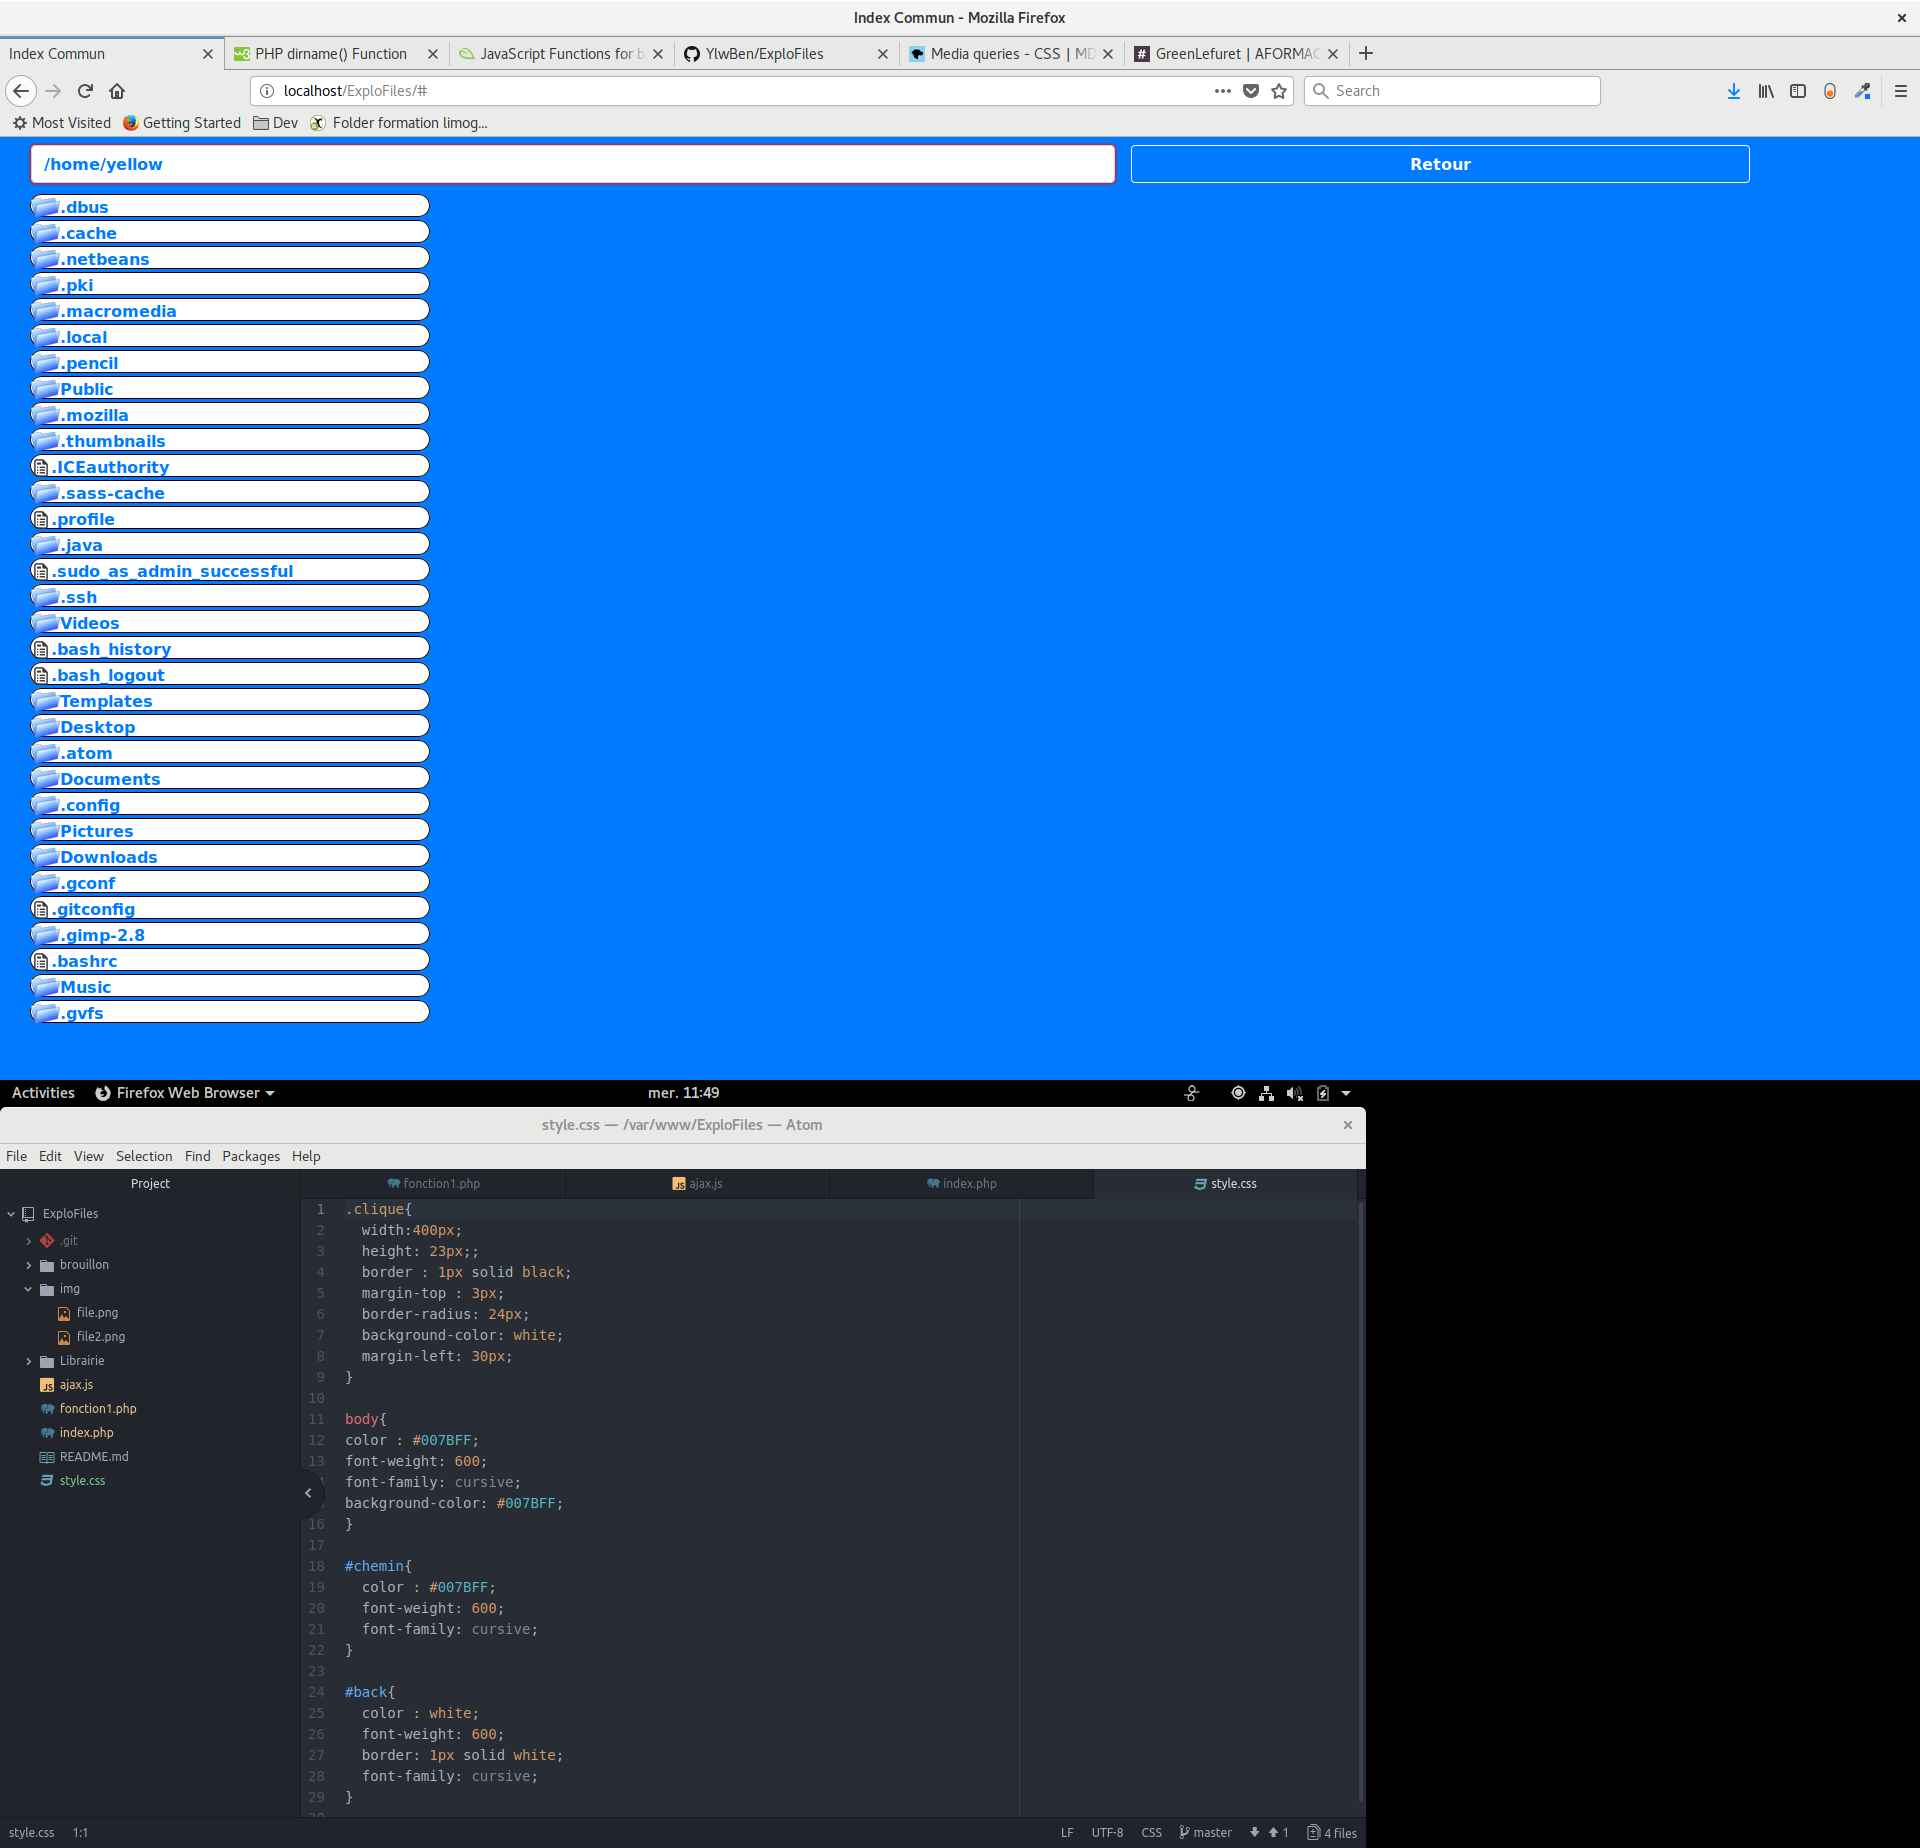 Index Commun - Mozilla Firefox
Index Commun
PHP dirname() Function
JavaScript Functions for b
YlwBen/ExploFiles
Media queries - CSS | MD
GreenLefuret | AFORMAC
localhost/ExploFiles/#
Search
Most Visited
Getting Started
Dev
Folder formation limog...
/home/yellow
Retour
.dbus
.cache
.netbeans
.pki
.macromedia
.local
.pencil
Public
.mozilla
.thumbnails
.ICEauthority
.sass-cache
.profile
.java
.sudo_as_admin_successful
.ssh
Videos
.bash_history
.bash_logout
Templates
Desktop
.atom
Documents
.config
Pictures
Downloads
.gconf
.gitconfig
.gimp-2.8
.bashrc
Music
.gvfs
Activities
Firefox Web Browser
mer. 11:49
style.css — /var/www/ExploFiles — Atom
File Edit View Selection Find Packages Help
Project
fonction1.php
ajax.js
index.php
style.css
ExploFiles
.git
brouillon
img
file.png
file2.png
Librairie
ajax.js
fonction1.php
index.php
README.md
style.css
1 .clique{
2 width:400px;
3 height: 23px;;
4 border : 1px solid black;
5 margin-top : 3px;
6 border-radius: 24px;
7 background-color: white;
8 margin-left: 30px;
9 }
10
11 body{
12 color : #007BFF;
13 font-weight: 600;
font-family: cursive;
background-color: #007BFF;
16 }
17
18 #chemin{
19 color : #007BFF;
20 font-weight: 600;
21 font-family: cursive;
22 }
23
24 #back{
25 color : white;
26 font-weight: 600;
27 border: 1px solid white;
28 font-family: cursive;
29 }
style.css 1:1
LF UTF-8 CSS master 1 4 files